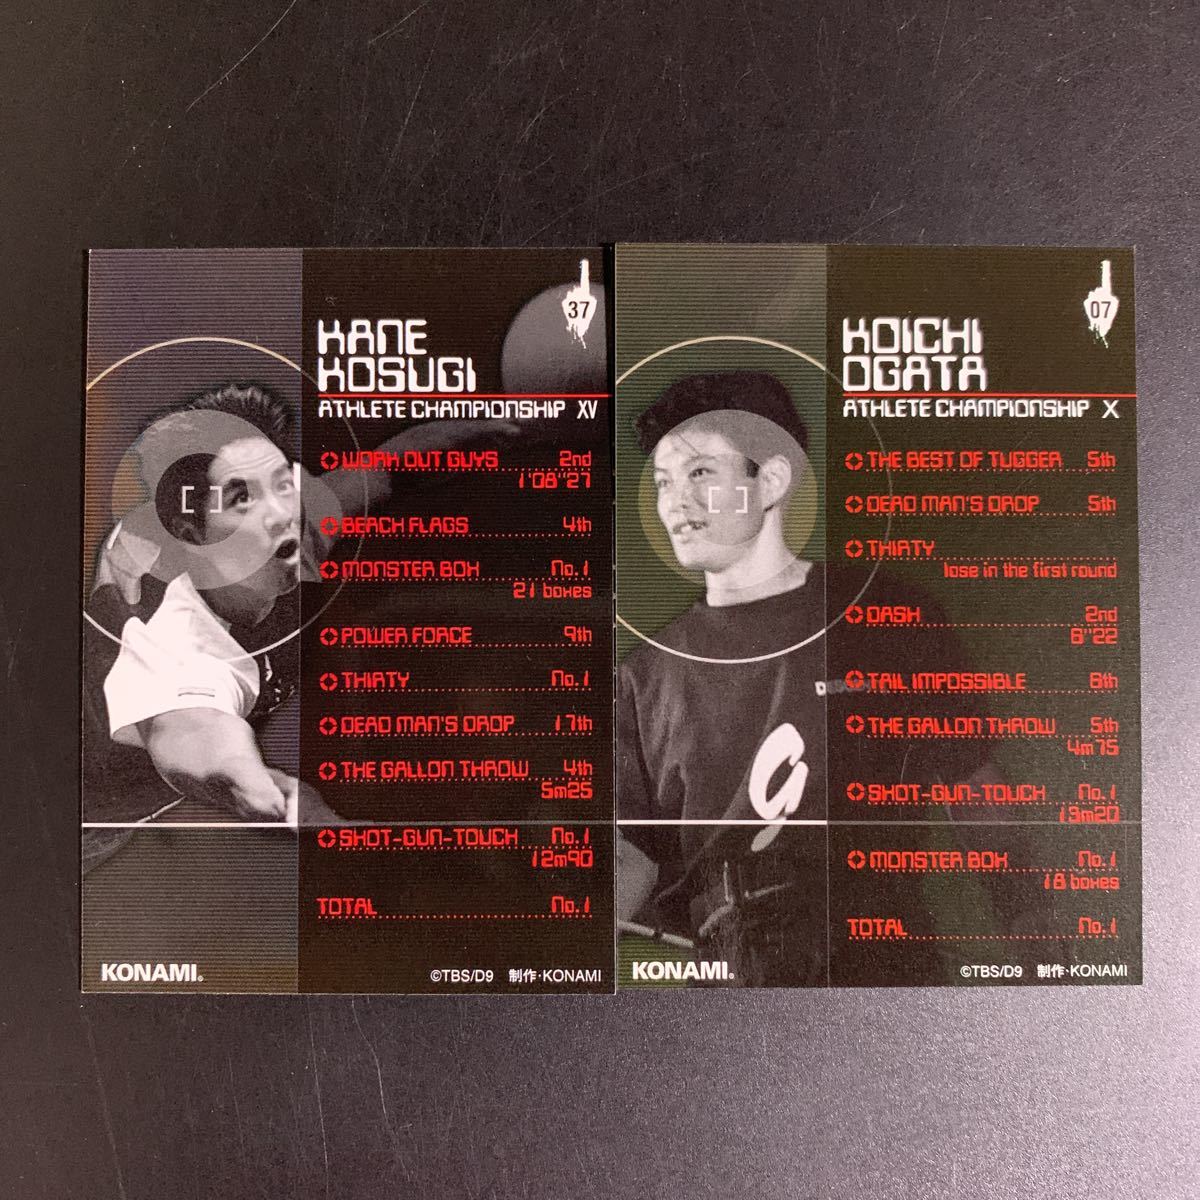 37
KANE
KOSUGI
ATHLETE CHAMPIONSHIP XV
WORK OUT GUYS 2nd
1'08"27
BEACH FLAGS 4th
MONSTER BOX No.1
21 boxes
POWER FORCE 9th
THIRTY No.1
DEAD MAN'S DROP 17th
THE GALLON THROW 4th
5m25
SHOT-GUN-TOUCH No.1
12m90
TOTAL No.1
KONAMI®
©TBS/D9 制作·KONAMI
07
KOICHI
OGATA
ATHLETE CHAMPIONSHIP X
THE BEST OF TUGGER 5th
DEAD MAN'S DROP 5th
THIRTY
lose in the first round
DASH 2nd
6"22
TAIL IMPOSSIBLE 6th
THE GALLON THROW 5th
4m75
SHOT-GUN-TOUCH No.1
13m20
MONSTER BOX No.1
18 boxes
TOTAL No.1
KONAMI®
©TBS/D9 制作·KONAMI